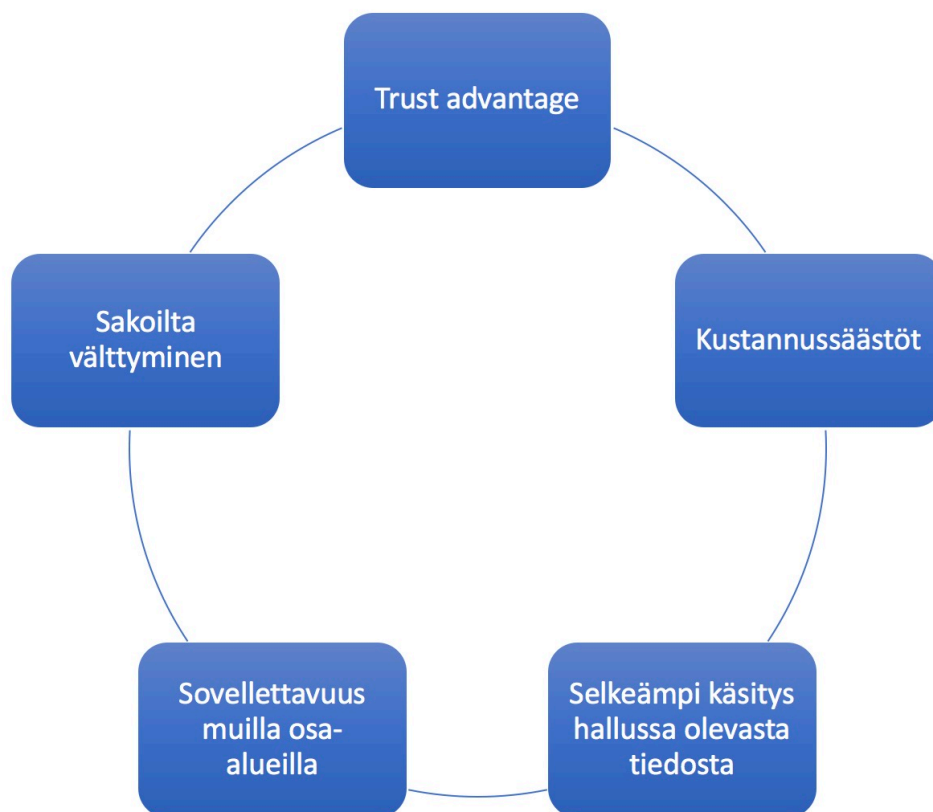 Trust advantage
Kustannussäästöt
Selkeämpi käsitys
hallussa olevasta
tiedosta
Sovellettavuus
muilla osa-
alueilla
Sakoilta
välttyminen